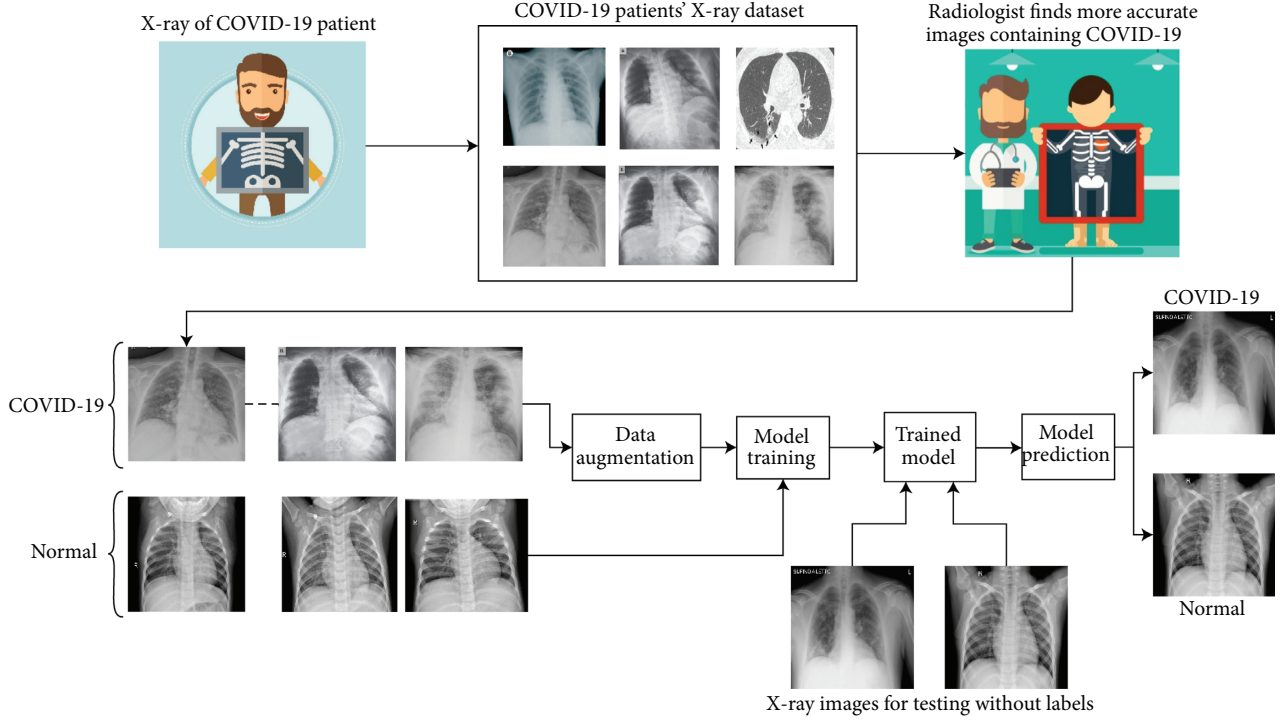 X-ray of COVID-19 patient
COVID-19 patients' X-ray dataset
Radiologist finds more accurate
images containing COVID-19
COVID-19
SLFNDALETIC
L
COVID-19
Data
augmentation
Model
training
Trained
model
Model
prediction
Normal
R
R
R
SLFNDALETIC
L
R
Normal
X-ray images for testing without labels